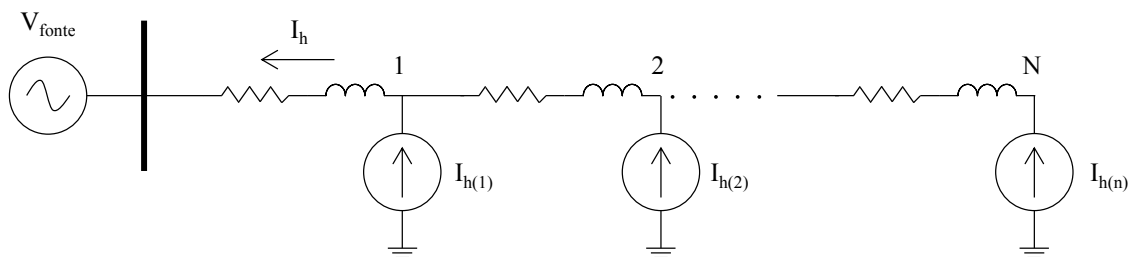 V_fonte
I_h
1
2
N
I_h(1)
I_h(2)
I_h(n)